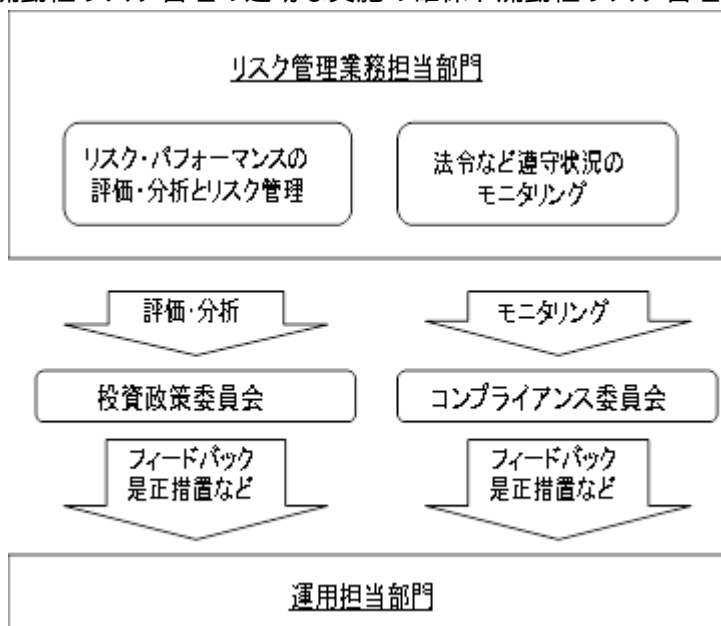 リスク管理業務担当部門
リスク・パフォーマンスの
評価・分析とリスク管理
法令など遵守状況の
モニタリング
評価・分析
モニタリング
投資政策委員会
コンプライアンス委員会
フィードバック
是正措置など
フィードバック
是正措置など
運用担当部門